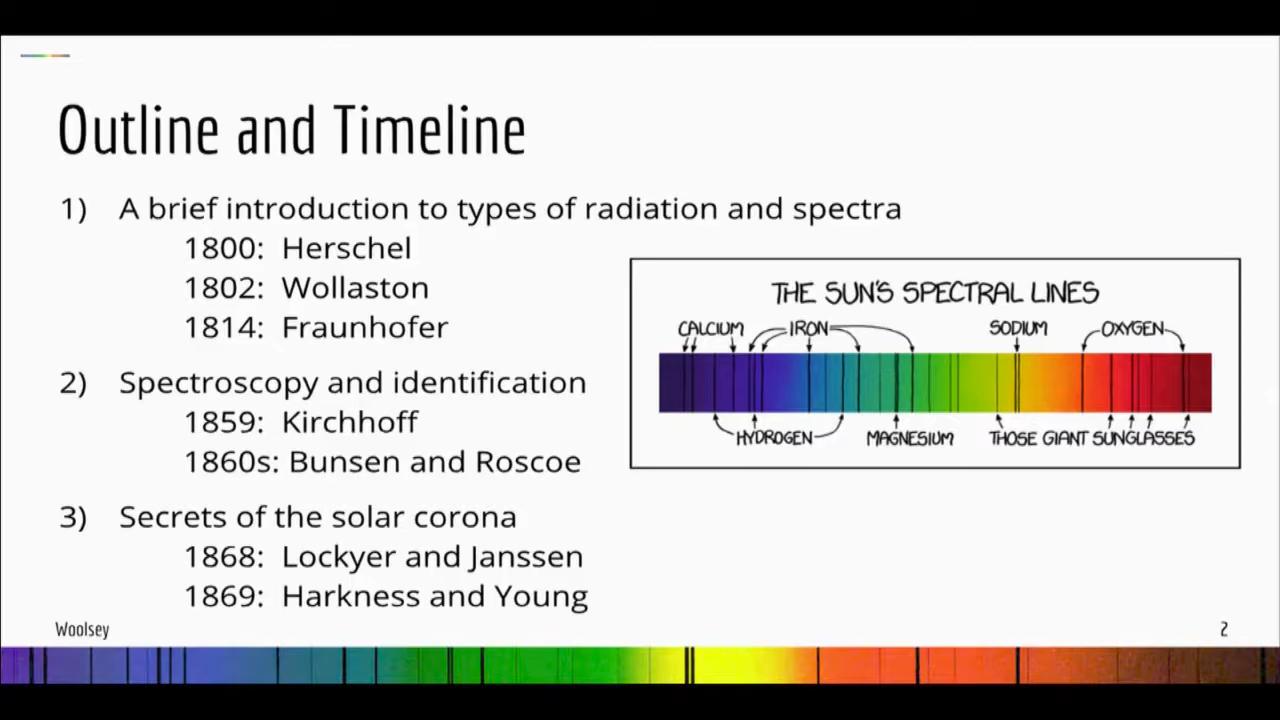 Outline and Timeline
1) A brief introduction to types of radiation and spectra
1800: Herschel
1802: Wollaston
1814: Fraunhofer
2) Spectroscopy and identification
1859: Kirchhoff
1860s: Bunsen and Roscoe
3) Secrets of the solar corona
1868: Lockyer and Janssen
1869: Harkness and Young
THE SUN'S SPECTRAL LINES
CALCIUM IRON SODIUM OXYGEN
HYDROGEN MAGNESIUM THOSE GIANT SUNGLASSES
Woolsey
2